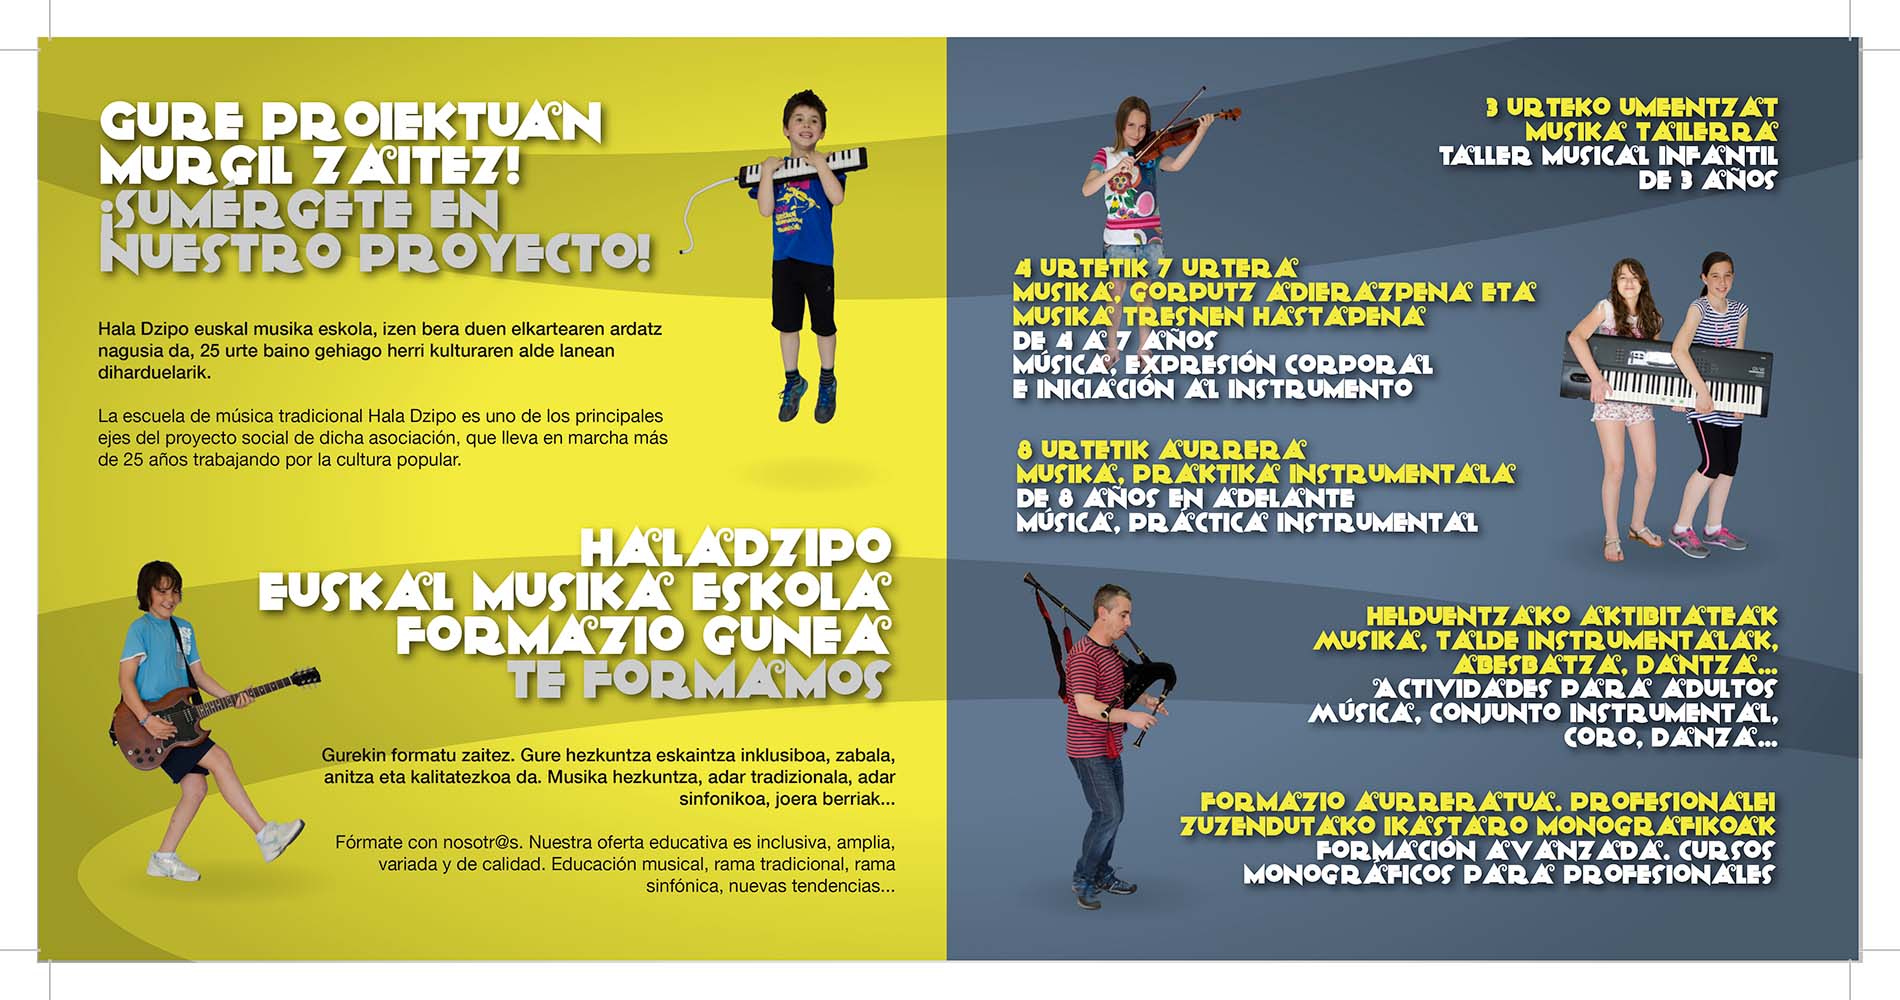 GURE PROIEKTUAN
MURGIL ZAITEZ!
¡SUMÉRGETE EN
NUESTRO PROYECTO!
Hala Dzipo euskal musika eskola, izen bera duen elkartearen ardatz
nagusia da, 25 urte baino gehiago herri kulturaren alde lanean
diharduelarik.
La escuela de música tradicional Hala Dzipo es uno de los principales
ejes del proyecto social de dicha asociación, que lleva en marcha más
de 25 años trabajando por la cultura popular.
HALADZIPO
EUSKAL MUSIKA ESKOLA
FORMAZIO GUNEA
TE FORMAMOS
Gurekin formatu zaitez. Gure hezkuntza eskaintza inklusiboa, zabala,
anitza eta kalitatezkoa da. Musika hezkuntza, adar tradizionala, adar
sinfonikoa, joera berriak...
Fórmate con nosotr@s. Nuestra oferta educativa es inclusiva, amplia,
variada y de calidad. Educación musical, rama tradicional, rama
sinfónica, nuevas tendencias...
3 URTEKO UMEENTZAT
MUSIKA TAILERRA
TALLER MUSICAL INFANTIL
DE 3 AÑOS
4 URTETIK 7 URTERA
MUSIKA, GORPUTZ ADIERAZPENA ETA
MUSIKA TRESNEN HASTAPENA
DE 4 A 7 AÑOS
MÚSICA, EXPRESIÓN CORPORAL
E INICIACIÓN AL INSTRUMENTO
8 URTETIK AURRERA
MUSIKA, PRAKTIKA INSTRUMENTALA
DE 8 AÑOS EN ADELANTE
MÚSICA, PRÁCTICA INSTRUMENTAL
HELDUENTZAKO AKTIBITATEAK
MUSIKA, TALDE INSTRUMENTALAK,
ABESBATZA, DANTZA...
ACTIVIDADES PARA ADULTOS
MÚSICA, CONJUNTO INSTRUMENTAL,
CORO, DANZA...
FORMAZIO AURRERATUA. PROFESIONALEI
ZUZENDUTAKO IKASTARO MONOGRAFIKOAK
FORMACIÓN AVANZADA. CURSOS
MONOGRÁFICOS PARA PROFESIONALES